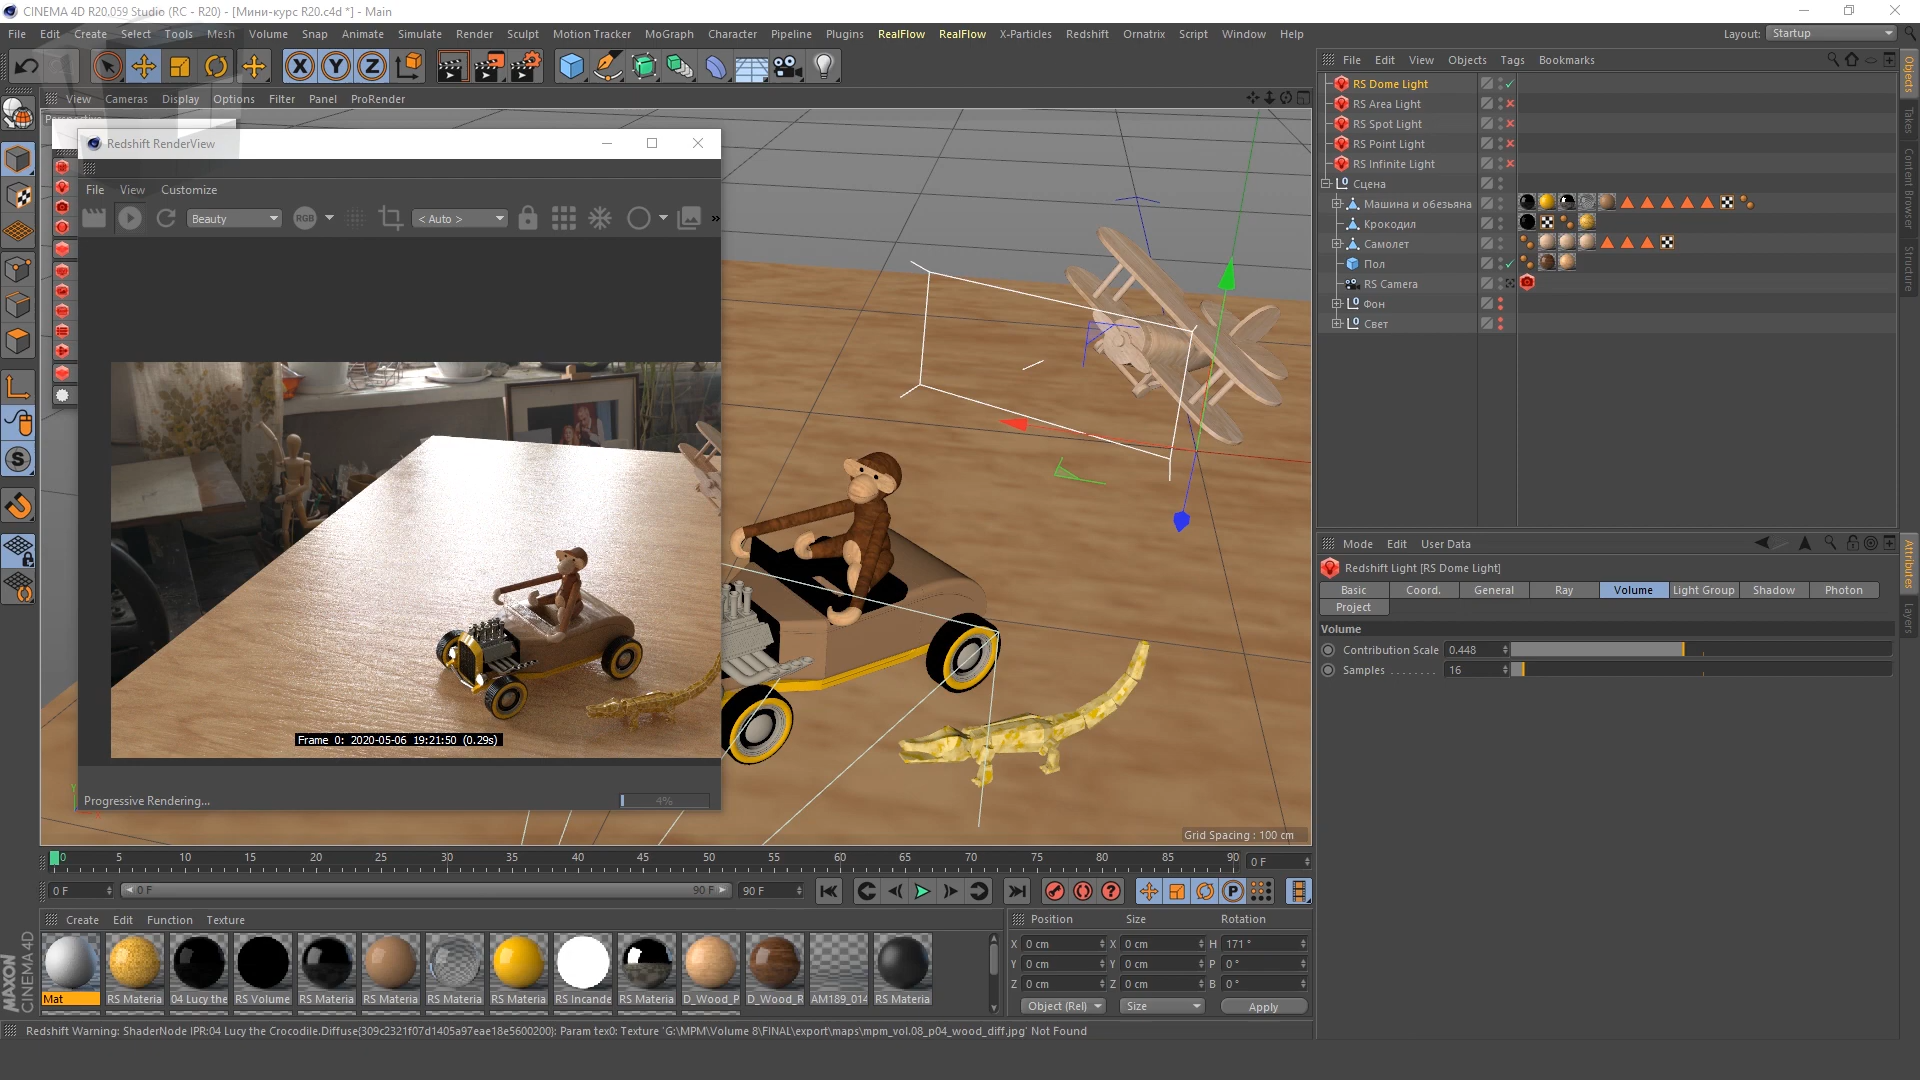 CINEMA 4D R20.059 Studio (RC - R20) - [Мини-курс R20.c4d *] - Main
File Edit Create Select Tools Mesh Volume Snap Animate Simulate Render Sculpt Motion Tracker MoGraph Character Pipeline Plugins RealFlow RealFlow X-Particles Redshift Ornatrix Script Window Help
Layout: Startup
File Edit View Objects Tags Bookmarks
View Cameras Display Options Filter Panel ProRender
Perspective
Redshift RenderView
File View Customize
Beauty RGB < Auto > »
Frame 0: 2020-05-06 19:21:50 (0.29s)
Progressive Rendering... 4%
Grid Spacing : 100 cm
RS Dome Light
RS Area Light
RS Spot Light
RS Point Light
RS Infinite Light
Сцена
Машина и обезьяна
Крокодил
Самолет
Пол
RS Camera
Фон
Свет
Objects
Takes
Content Browser
Structure
Mode Edit User Data
Redshift Light [RS Dome Light]
Basic Coord. General Ray Volume Light Group Shadow Photon
Project
Volume
Contribution Scale 0.448
Samples . . . . . . . . 16
Attributes
Layers
0 5 10 15 20 25 30 35 40 45 50 55 60 65 70 75 80 85 90 0 F
0 F 0 F 90 F 90 F
Create Edit Function Texture
Mat RS Materia 04 Lucy the RS Volume RS Materia RS Materia RS Materia RS Materia RS Incande RS Materia D_Wood_P D_Wood_R AM189_014 RS Materia
Position Size Rotation
X 0 cm X 0 cm H 171 °
Y 0 cm Y 0 cm P 0 °
Z 0 cm Z 0 cm B 0 °
Object (Rel) Size Apply
MAXON
CINEMA 4D
Redshift Warning: ShaderNode IPR:04 Lucy the Crocodile.Diffuse{309c2321f07d1405a97eae18e5600200}: Param tex0: Texture 'G:\MPM\Volume 8\FINAL\export\maps\mpm_vol.08_p04_wood_diff.jpg' Not Found